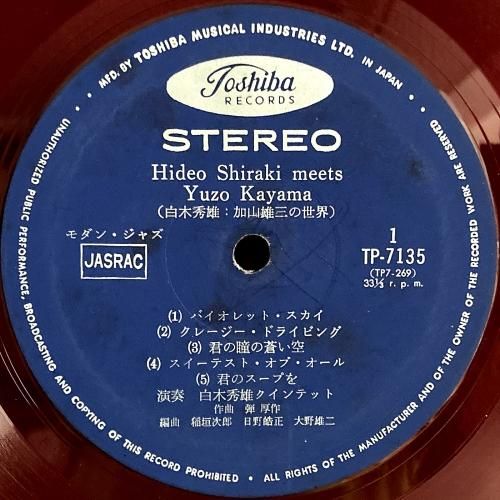 MFD. BY TOSHIBA MUSICAL INDUSTRIES LTD. IN JAPAN
Toshiba
RECORDS
STEREO
Hideo Shiraki meets
Yuzo Kayama
(白木秀雄：加山雄三の世界)
モダン・ジャズ
JASRAC
1
TP-7135
(TP7-269)
33⅓ r. p. m.
(1) バイオレット・スカイ
(2) クレージー・ドライビング
(3) 君の瞳の蒼い空
(4) スイーテスト・オブ・オール
(5) 君のスープを
演奏 白木秀雄クインテット
作曲 弾 厚作
編曲 稲垣次郎 日野皓正 大野雄二
• ALL RIGHTS OF THE MANUFACTURER AND OF THE OWNER OF THE RECORDED WORK ARE RESERVED •
UNAUTHORIZED PUBLIC PERFORMANCE, BROADCASTING AND COPYING OF THIS RECORD PROHIBITED